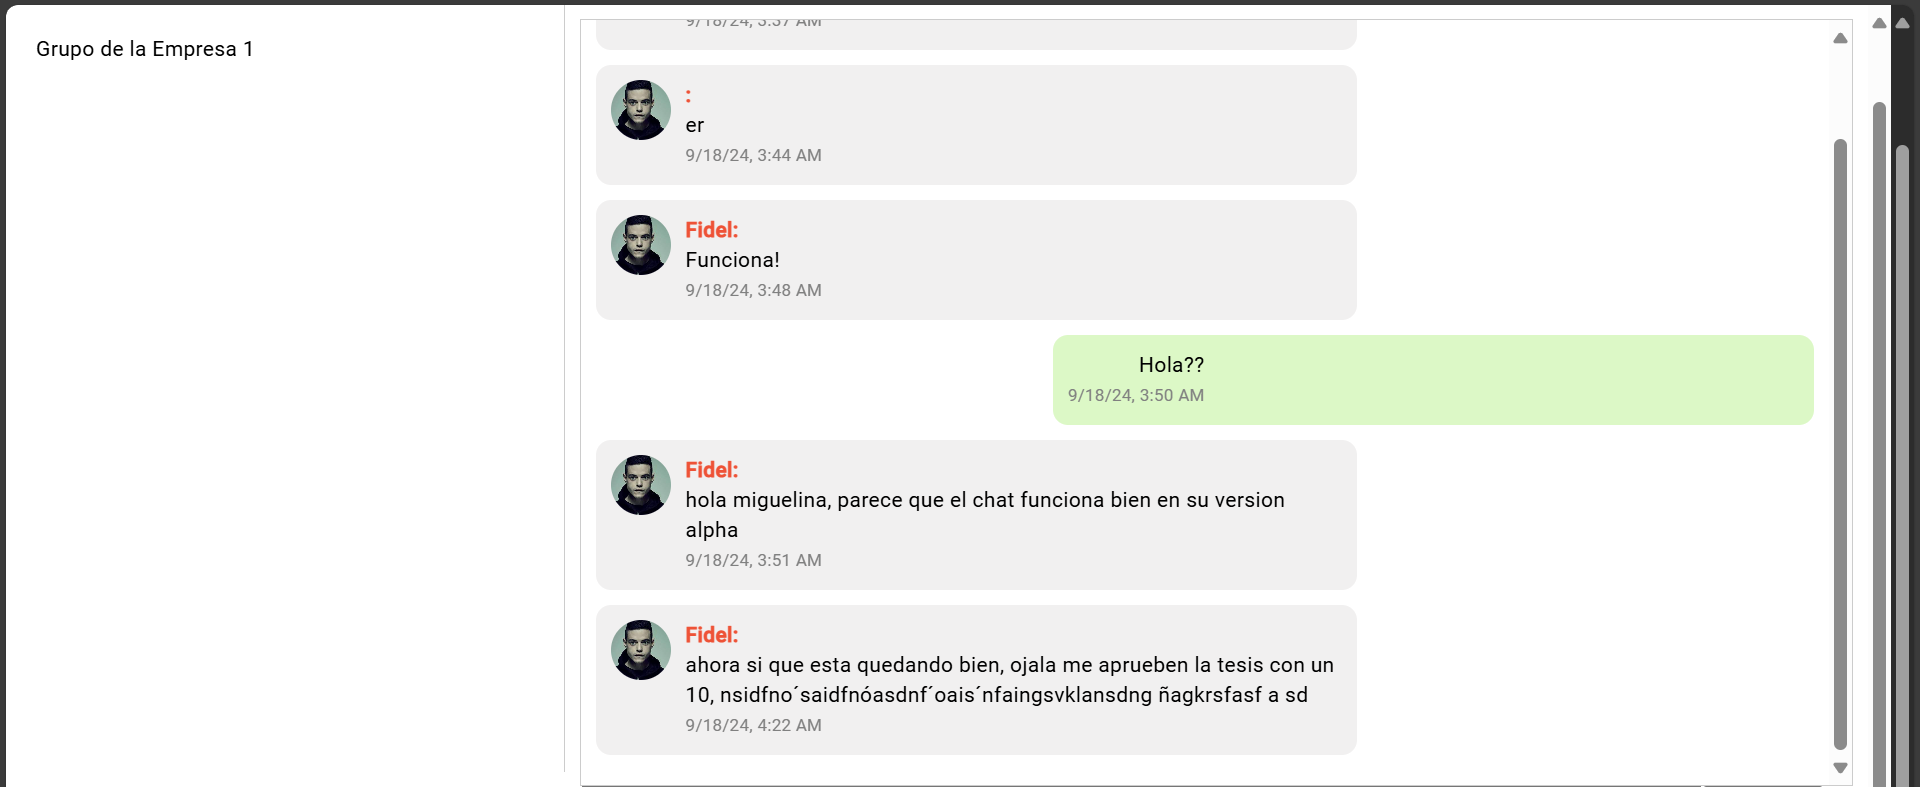 Grupo de la Empresa 1
9/18/24, 3:37 AM
:
er
9/18/24, 3:44 AM
Fidel:
Funciona!
9/18/24, 3:48 AM
Hola??
9/18/24, 3:50 AM
Fidel:
hola miguelina, parece que el chat funciona bien en su version
alpha
9/18/24, 3:51 AM
Fidel:
ahora si que esta quedando bien, ojala me aprueben la tesis con un
10, nsidfno´saidfnóasdnf´oais´nfaingsvklansdng ñagkrsfasf a sd
9/18/24, 4:22 AM